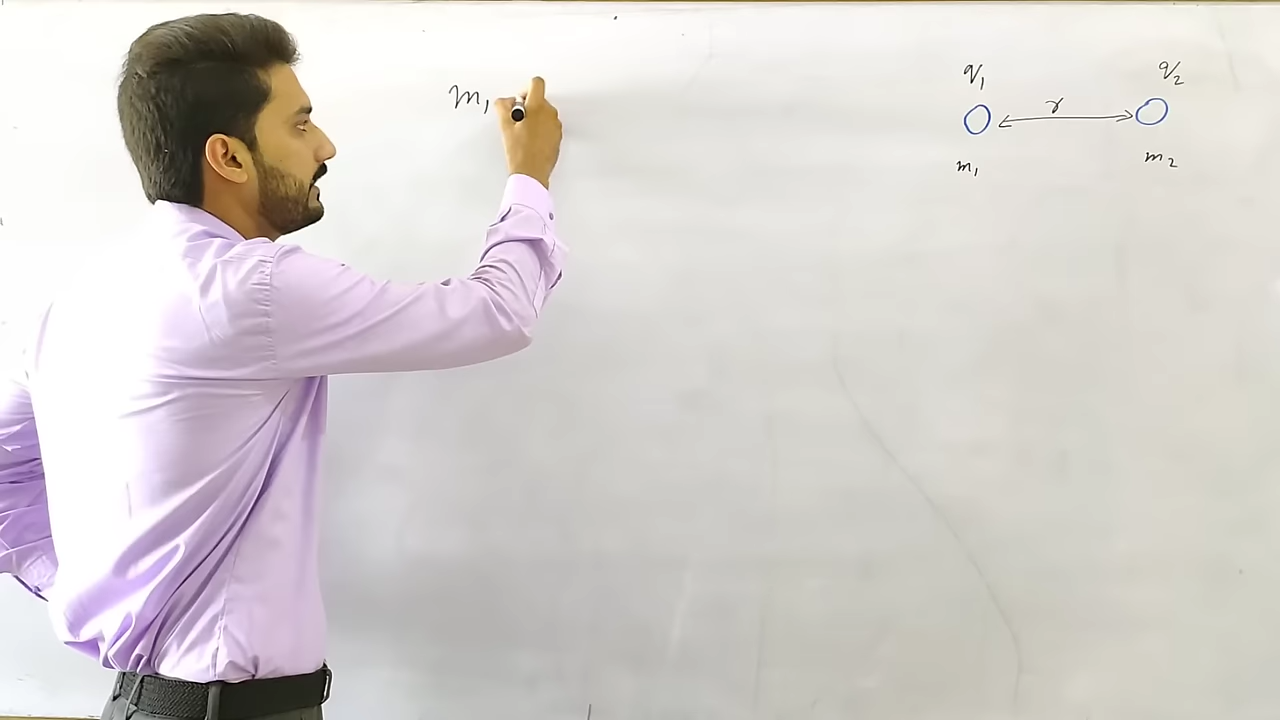 m₁
q₁ r q₂
m₁ m₂